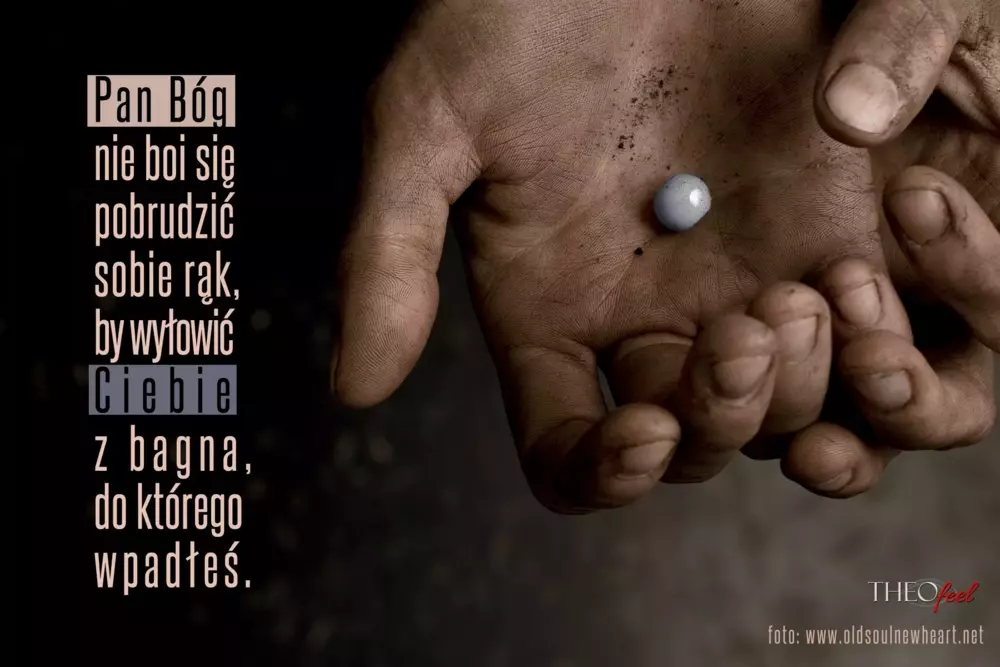 Pan Bóg
nie boi się
pobrudzić
sobie rąk,
by wyłowić
Ciebie
z bagna,
do którego
wpadłeś.
THEOfeel
foto: www.oldsoulnewheart.net